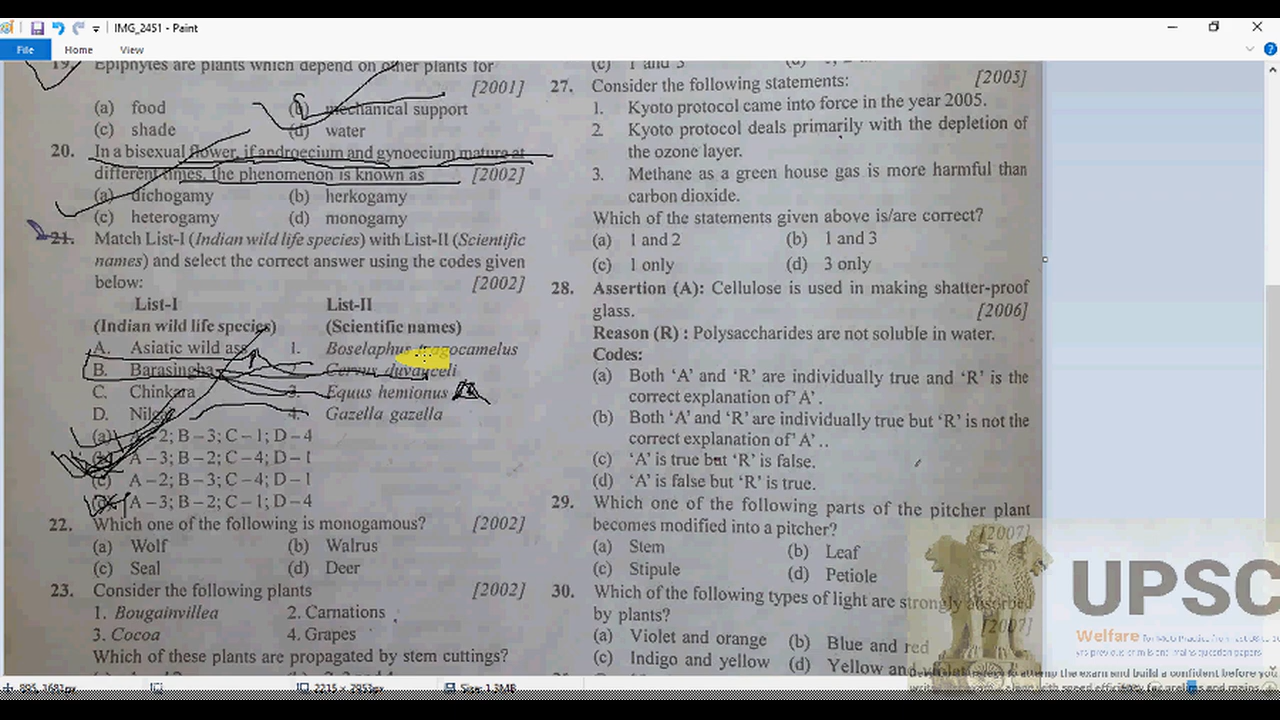 IMG_2451 - Paint
File Home View
19. Epiphytes are plants which depend on other plants for
[2001]
(a) food (b) mechanical support
(c) shade (d) water
20. In a bisexual flower, if androecium and gynoecium mature at
different times, the phenomenon is known as [2002]
(a) dichogamy (b) herkogamy
(c) heterogamy (d) monogamy
21. Match List-I (Indian wild life species) with List-II (Scientific
names) and select the correct answer using the codes given
below: [2002]
List-I List-II
(Indian wild life species) (Scientific names)
A. Asiatic wild ass 1. Boselaphus tragocamelus
B. Barasingha 2. Cervus duvauceli
C. Chinkara 3. Equus hemionus
D. Nilgai 4. Gazella gazella
(a) A – 2; B – 3; C – 1; D – 4
(b) A – 3; B – 2; C – 4; D – 1
(c) A – 2; B – 3; C – 4; D – 1
(d) A – 3; B – 2; C – 1; D – 4
22. Which one of the following is monogamous? [2002]
(a) Wolf (b) Walrus
(c) Seal (d) Deer
23. Consider the following plants [2002]
1. Bougainvillea 2. Carnations
3. Cocoa 4. Grapes
Which of these plants are propagated by stem cuttings?
(c) 1 and 3
27. Consider the following statements: [2005]
1. Kyoto protocol came into force in the year 2005.
2. Kyoto protocol deals primarily with the depletion of
the ozone layer.
3. Methane as a green house gas is more harmful than
carbon dioxide.
Which of the statements given above is/are correct?
(a) 1 and 2 (b) 1 and 3
(c) 1 only (d) 3 only
28. Assertion (A): Cellulose is used in making shatter-proof
glass. [2006]
Reason (R) : Polysaccharides are not soluble in water.
Codes:
(a) Both ‘A’ and ‘R’ are individually true and ‘R’ is the
correct explanation of ‘A’.
(b) Both ‘A’ and ‘R’ are individually true but ‘R’ is not the
correct explanation of ‘A’..
(c) ‘A’ is true but ‘R’ is false.
(d) ‘A’ is false but ‘R’ is true.
29. Which one of the following parts of the pitcher plant
becomes modified into a pitcher? [2007]
(a) Stem (b) Leaf
(c) Stipule (d) Petiole
30. Which of the following types of light are strongly absorbed
by plants? [2007]
(a) Violet and orange (b) Blue and red
(c) Indigo and yellow (d) Yellow and
UPSC
Welfare
2215 × 2953px Size: 1.3MB